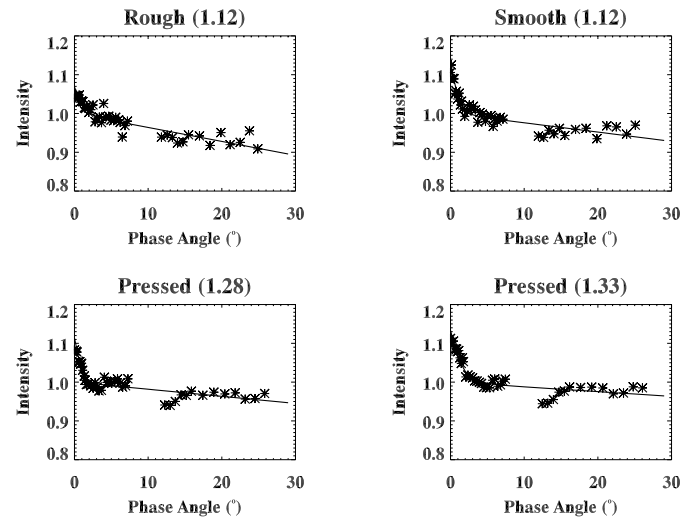 Rough (1.12)
Smooth (1.12)
1.2
1.1
1.0
0.9
0.8
Intensity
0 10 20 30
Phase Angle (°)
1.2
1.1
1.0
0.9
0.8
Intensity
0 10 20 30
Phase Angle (°)
Pressed (1.28)
Pressed (1.33)
1.2
1.1
1.0
0.9
0.8
Intensity
0 10 20 30
Phase Angle (°)
1.2
1.1
1.0
0.9
0.8
Intensity
0 10 20 30
Phase Angle (°)